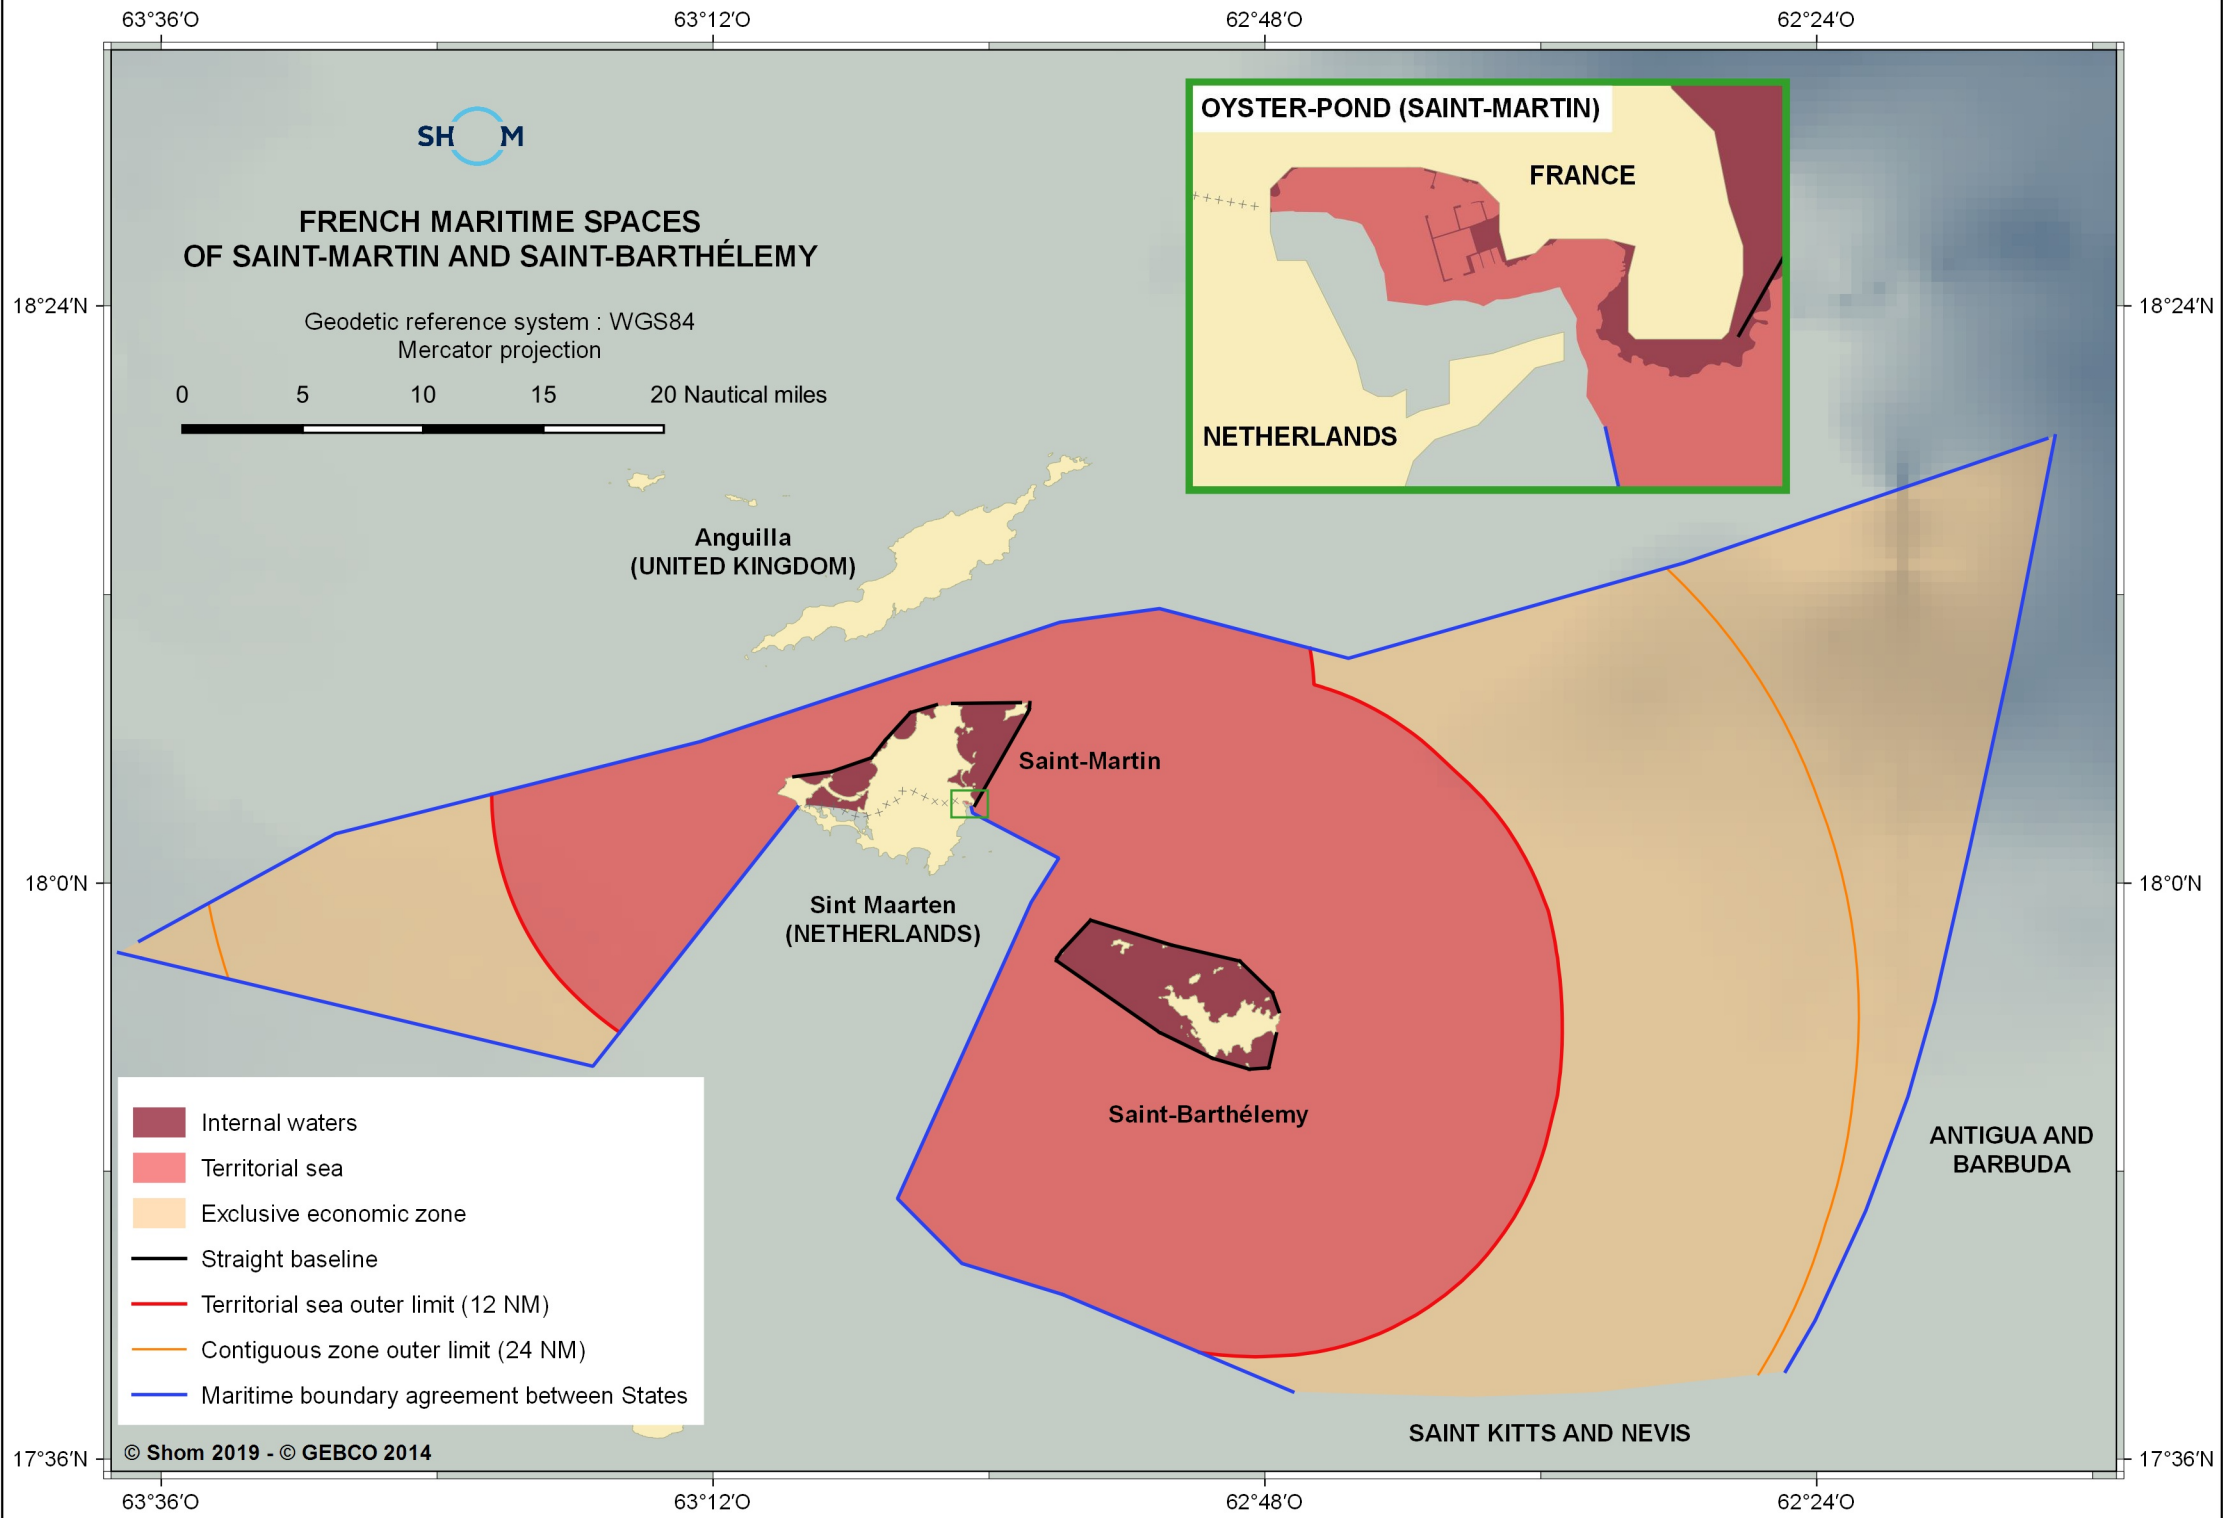 63°36'O 63°12'O 62°48'O 62°24'O
SHOM
FRENCH MARITIME SPACES
OF SAINT-MARTIN AND SAINT-BARTHÉLEMY
Geodetic reference system : WGS84
Mercator projection
0 5 10 15 20 Nautical miles
OYSTER-POND (SAINT-MARTIN)
FRANCE
NETHERLANDS
18°24'N 18°24'N
Anguilla
(UNITED KINGDOM)
Saint-Martin
18°0'N 18°0'N
Sint Maarten
(NETHERLANDS)
Saint-Barthélemy
ANTIGUA AND
BARBUDA
SAINT KITTS AND NEVIS
Internal waters
Territorial sea
Exclusive economic zone
Straight baseline
Territorial sea outer limit (12 NM)
Contiguous zone outer limit (24 NM)
Maritime boundary agreement between States
© Shom 2019 - © GEBCO 2014
17°36'N 17°36'N
63°36'O 63°12'O 62°48'O 62°24'O